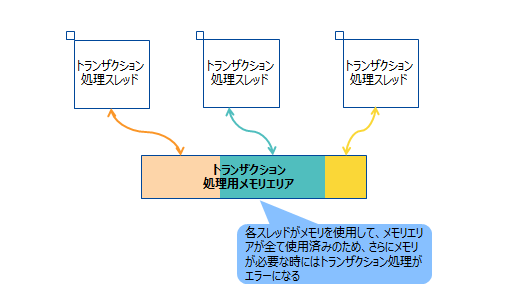 トランザクション
処理スレッド
トランザクション
処理スレッド
トランザクション
処理スレッド
トランザクション
処理用メモリエリア
各スレッドがメモリを使用して、メモリエリ
アが全て使用済みのため、さらにメモリ
が必要な時にはトランザクション処理が
エラーになる